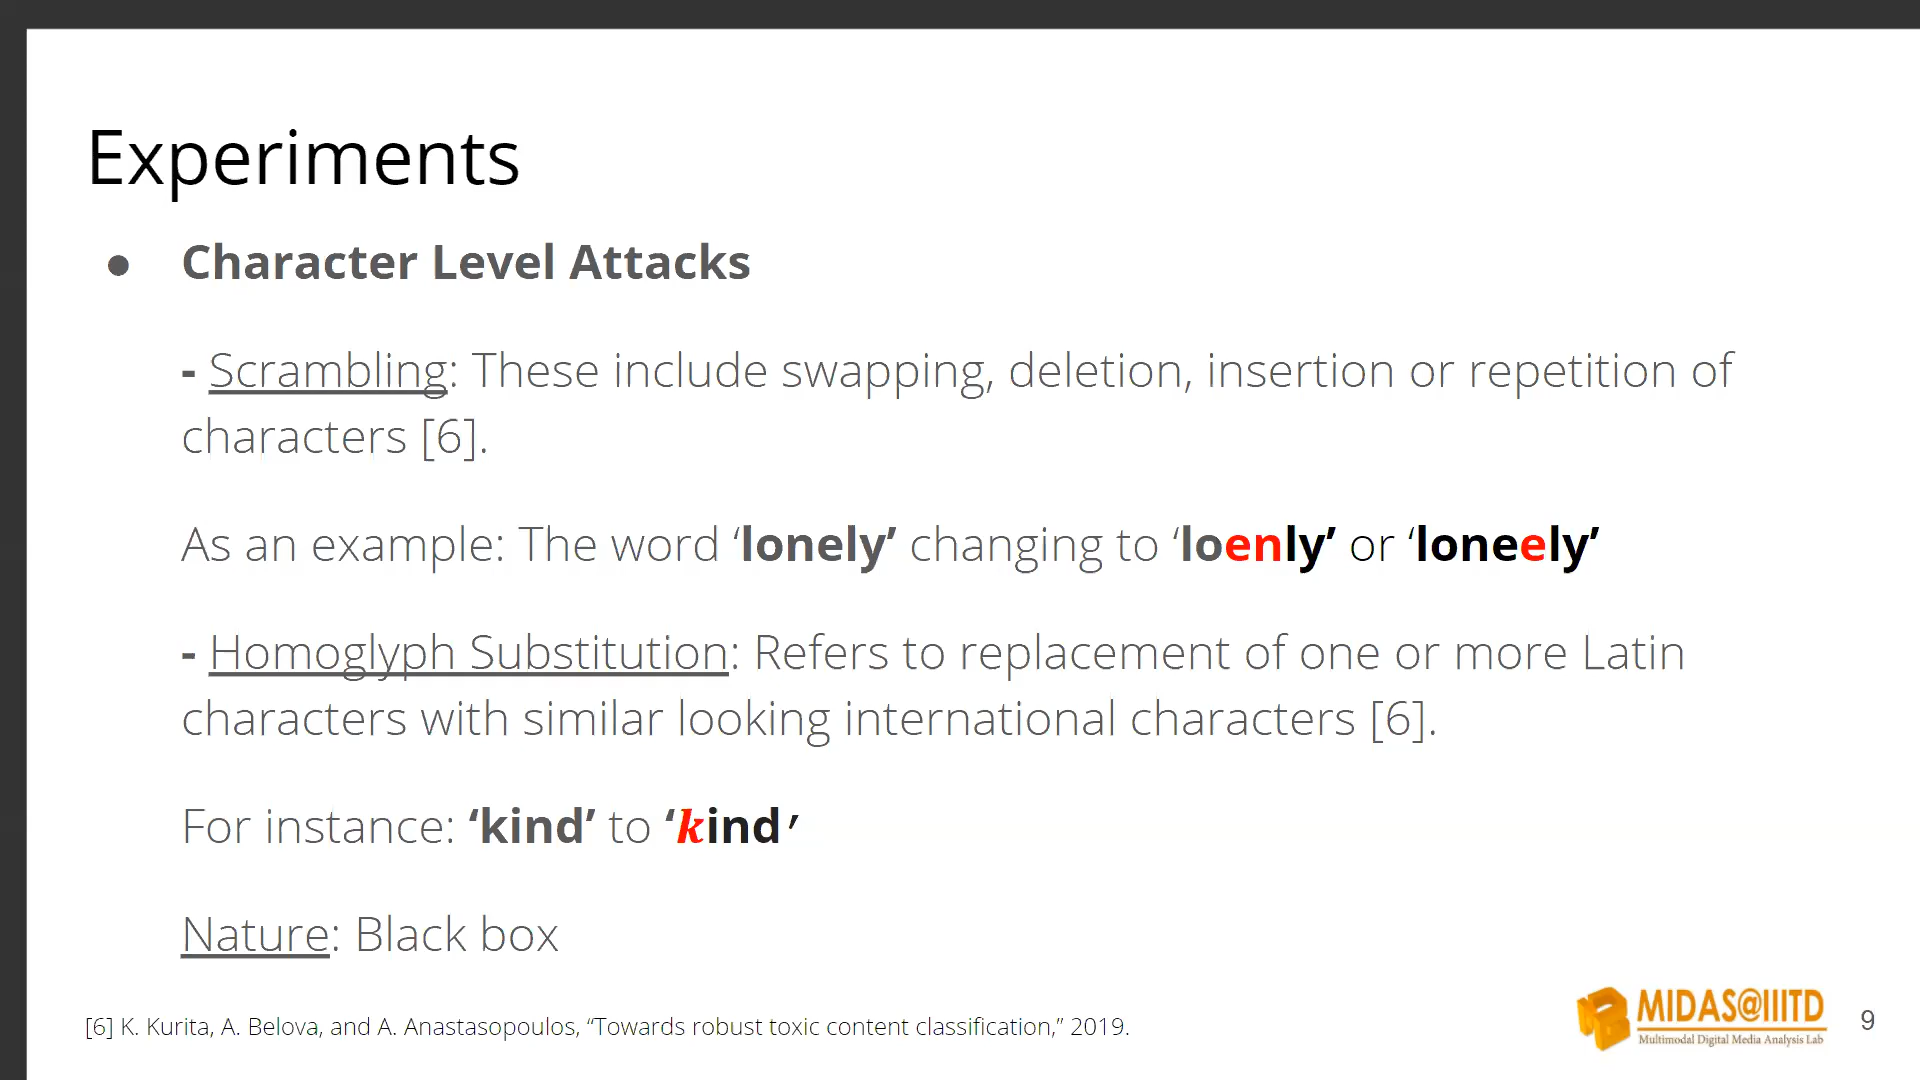 Experiments
● Character Level Attacks
- Scrambling: These include swapping, deletion, insertion or repetition of
characters [6].
As an example: The word ‘lonely’ changing to ‘loenly’ or ‘loneely’
- Homoglyph Substitution: Refers to replacement of one or more Latin
characters with similar looking international characters [6].
For instance: ‘kind’ to ‘𝒌ind’
Nature: Black box
[6] K. Kurita, A. Belova, and A. Anastasopoulos, “Towards robust toxic content classification,” 2019.
MIDAS@IIITD
Multimodal Digital Media Analysis Lab
9